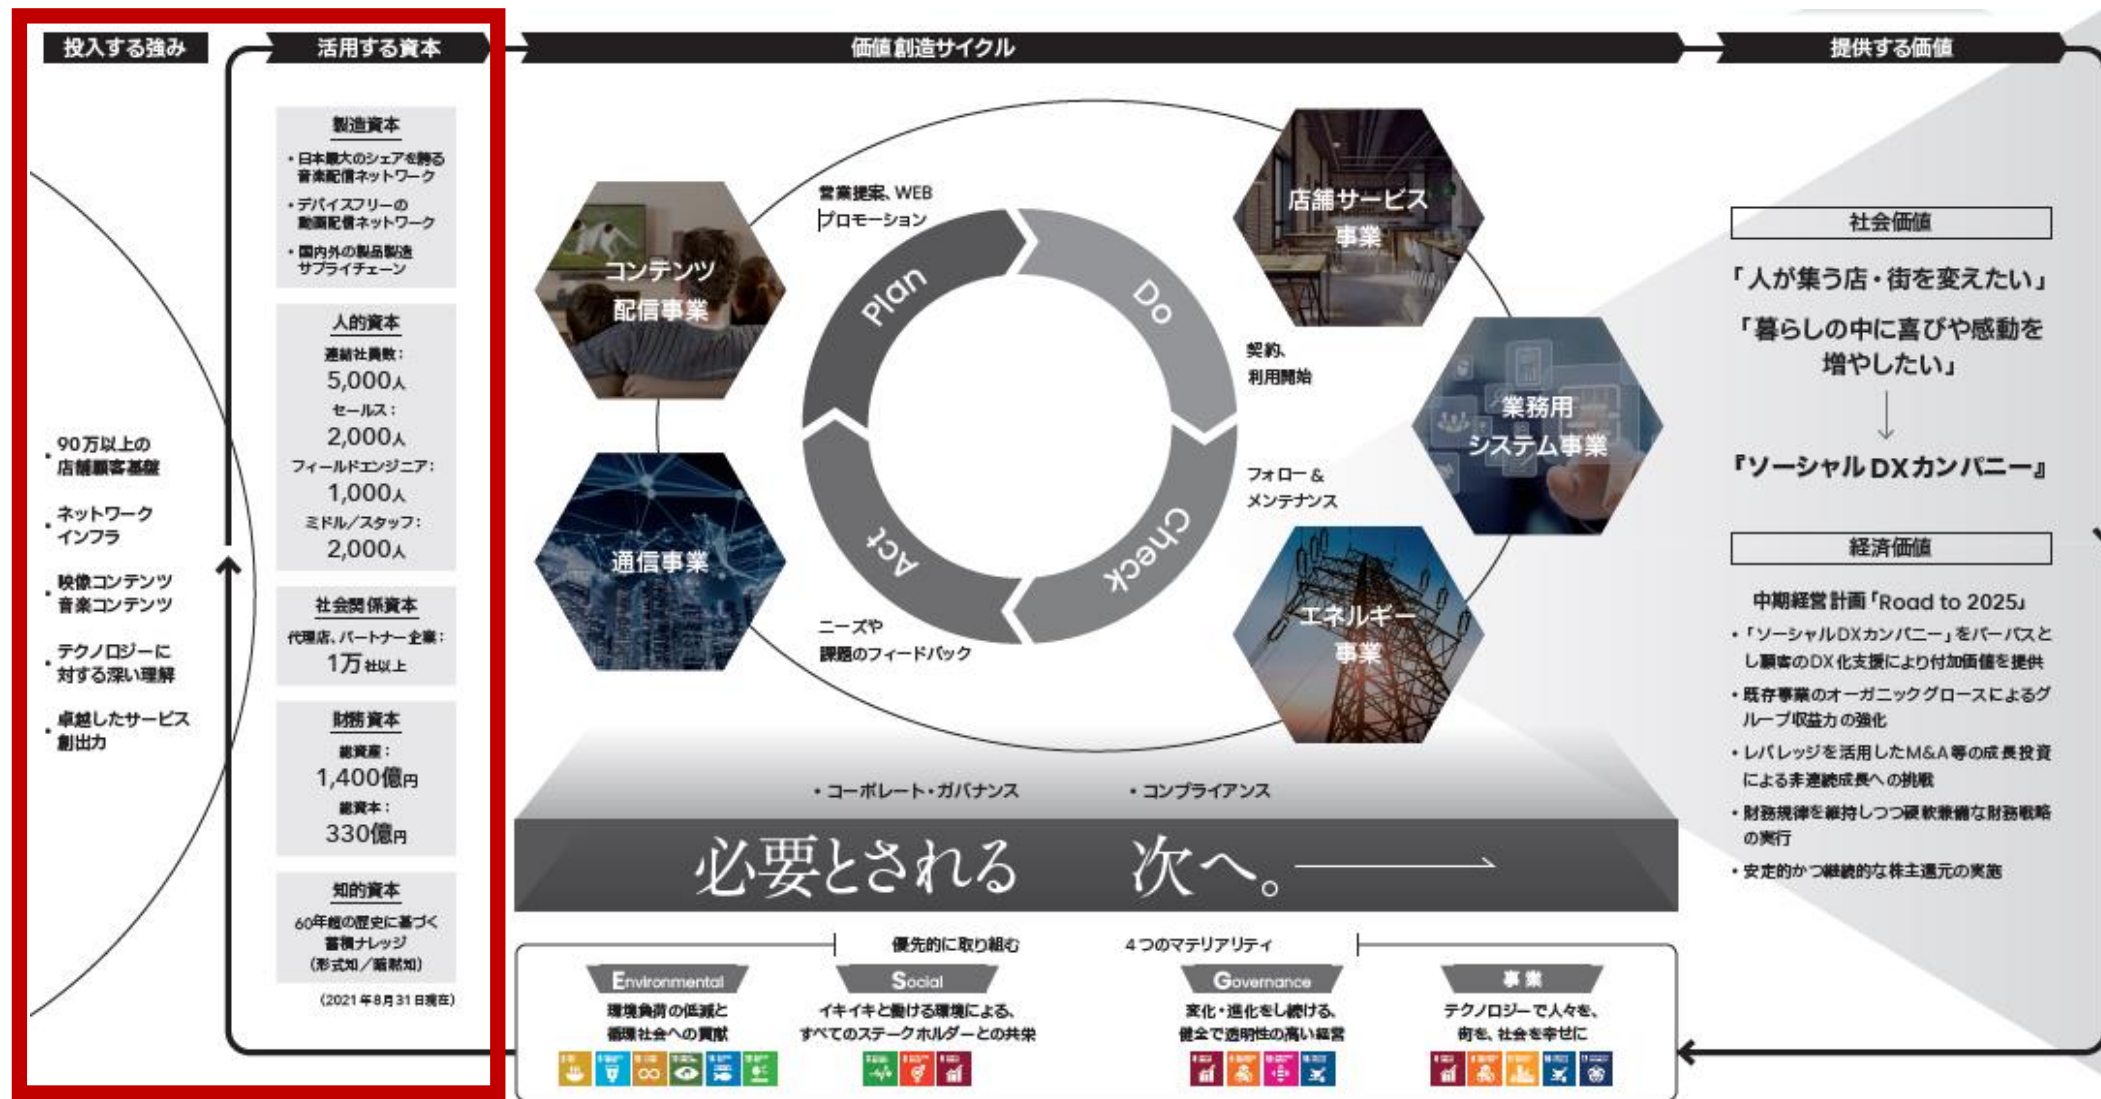 投入する強み
活用する資本
価値創造サイクル
提供する価値
・90万以上の
店舗顧客基盤
・ネットワーク
インフラ
・映像コンテンツ
音楽コンテンツ
・テクノロジーに
対する深い理解
・卓越したサービス
創出力
製造資本
・日本最大のシェアを誇る
音楽配信ネットワーク
・デバイスフリーの
動画配信ネットワーク
・国内外の製品製造
サプライチェーン
人的資本
連結社員数：
5,000人
セールス：
2,000人
フィールドエンジニア：
1,000人
ミドル／スタッフ：
2,000人
社会関係資本
代理店、パートナー企業：
1万社以上
財務資本
総資産：
1,400億円
総資本：
330億円
知的資本
60年超の歴史に基づく
蓄積ナレッジ
（形式知／暗黙知）
（2021年8月31日現在）
コンテンツ
配信事業
通信事業
営業提案、WEB
プロモーション
Plan
Do
Check
Act
契約、
利用開始
フォロー＆
メンテナンス
ニーズや
課題のフィードバック
店舗サービス
事業
業務用
システム事業
エネルギー
事業
・コーポレート・ガバナンス
・コンプライアンス
必要とされる 次へ。
優先的に取り組む 4つのマテリアリティ
Environmental
環境負荷の低減と
循環社会への貢献
Social
イキイキと働ける環境による、
すべてのステークホルダーとの共栄
Governance
変化・進化をし続ける、
健全で透明性の高い経営
事業
テクノロジーで人々を、
街を、社会を幸せに
社会価値
「人が集う店・街を変えたい」
「暮らしの中に喜びや感動を
増やしたい」
『ソーシャルDXカンパニー』
経済価値
中期経営計画「Road to 2025」
・「ソーシャルDXカンパニー」をパーパスと
し顧客のDX化支援により付加価値を提供
・既存事業のオーガニックグロースによるグ
ループ収益力の強化
・レバレッジを活用したM&A等の成長投資
による非連続成長への挑戦
・財務規律を維持しつつ硬軟兼備な財務戦略
の実行
・安定的かつ継続的な株主還元の実施